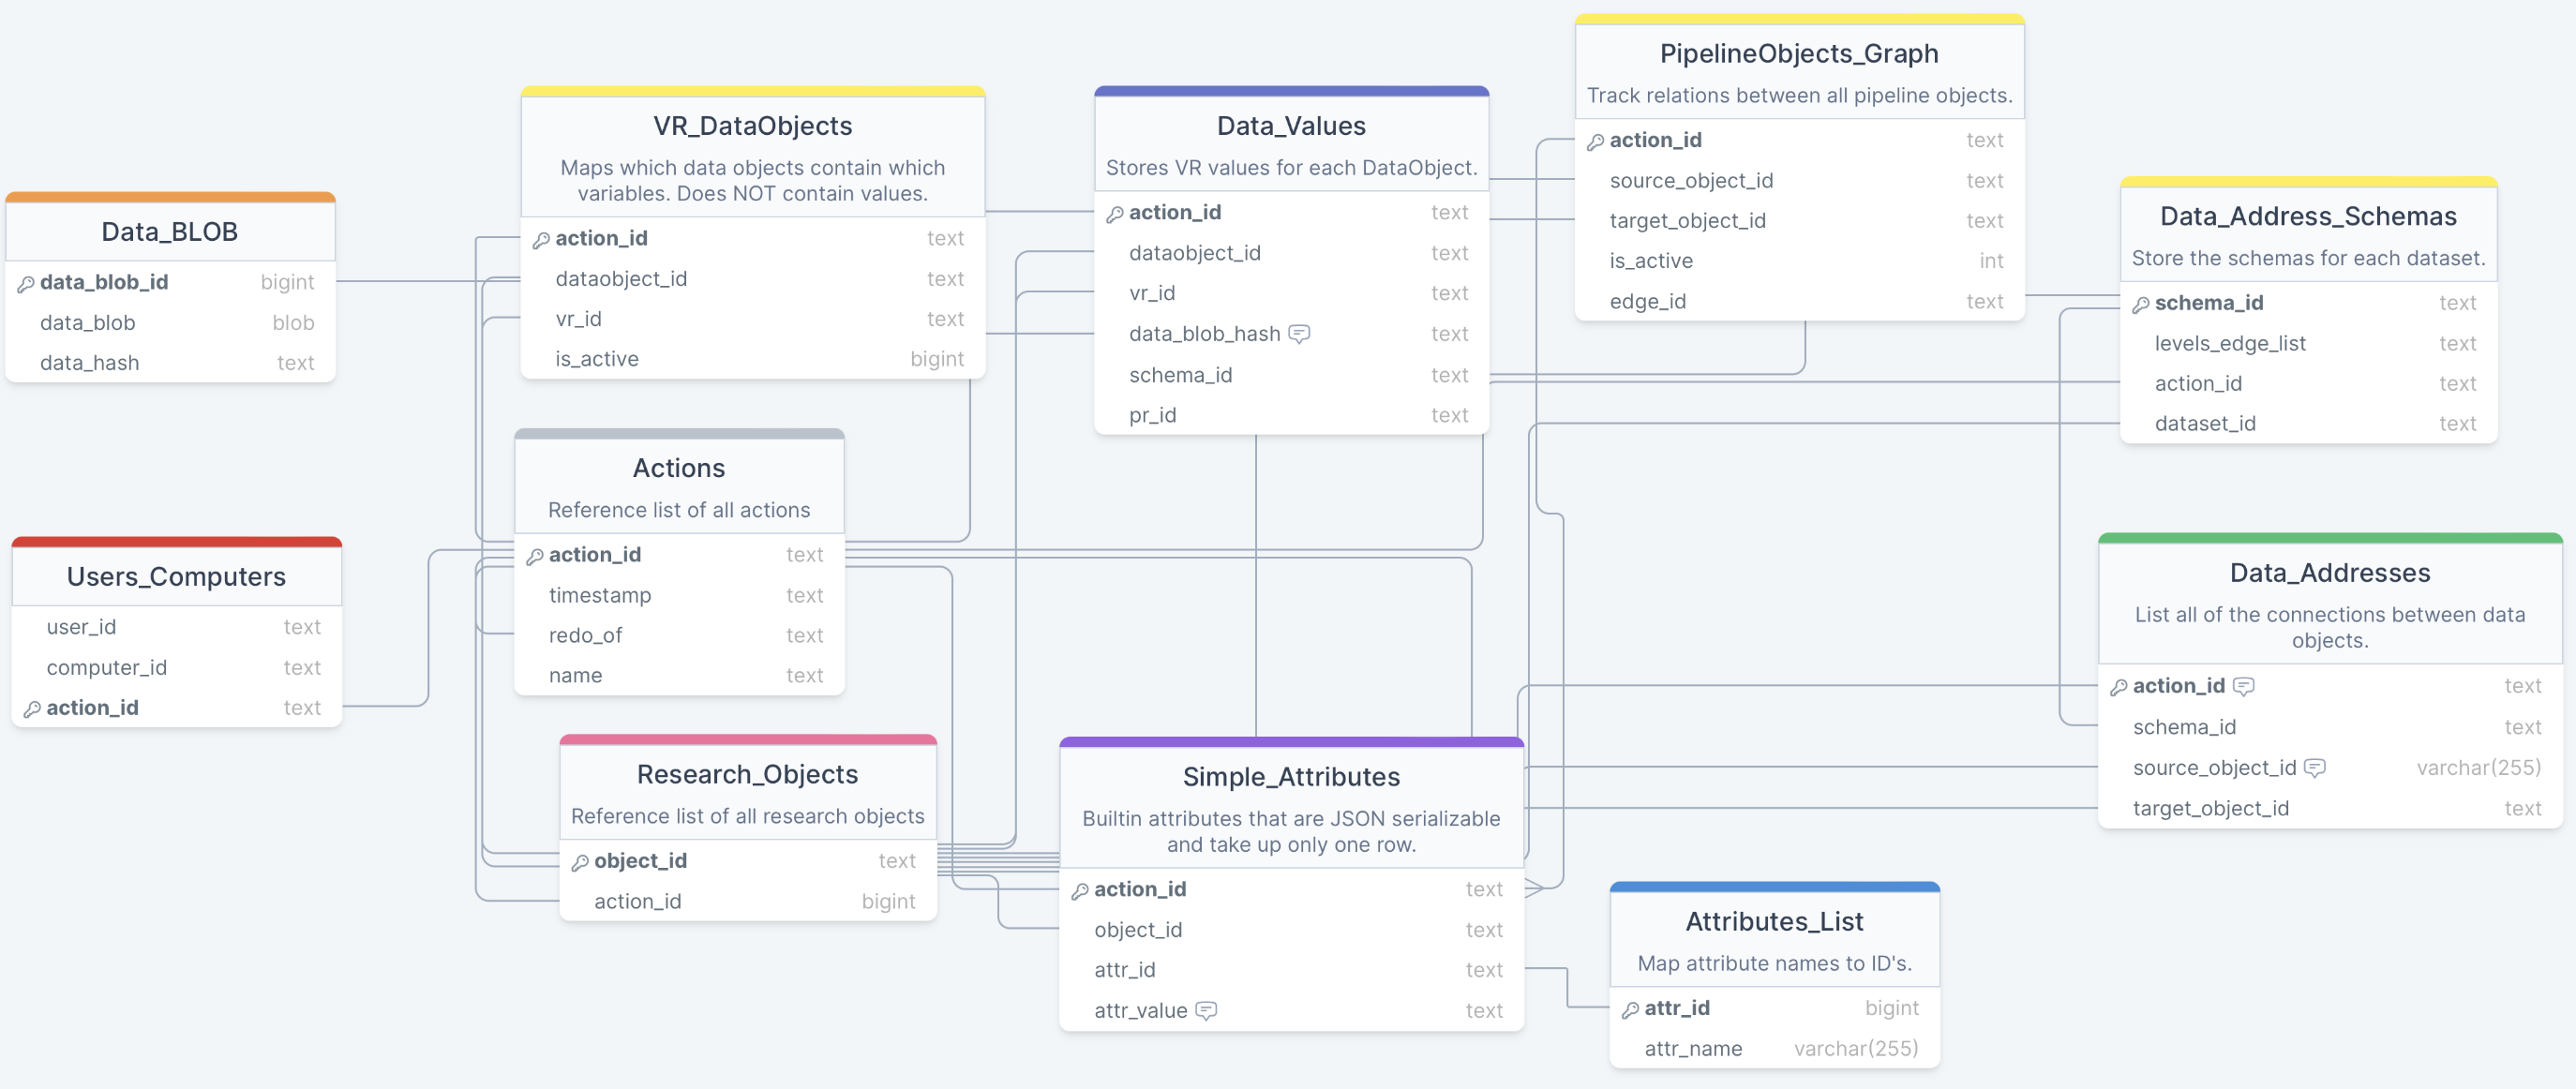 Data_BLOB
data_blob_id bigint
data_blob blob
data_hash text
Users_Computers
user_id text
computer_id text
action_id text
VR_DataObjects
Maps which data objects contain which
variables. Does NOT contain values.
action_id text
dataobject_id text
vr_id text
is_active bigint
Actions
Reference list of all actions
action_id text
timestamp text
redo_of text
name text
Research_Objects
Reference list of all research objects
object_id text
action_id bigint
Data_Values
Stores VR values for each DataObject.
action_id text
dataobject_id text
vr_id text
data_blob_hash text
schema_id text
pr_id text
Simple_Attributes
Builtin attributes that are JSON serializable
and take up only one row.
action_id text
object_id text
attr_id text
attr_value text
PipelineObjects_Graph
Track relations between all pipeline objects.
action_id text
source_object_id text
target_object_id text
is_active int
edge_id text
Attributes_List
Map attribute names to ID's.
attr_id bigint
attr_name varchar(255)
Data_Address_Schemas
Store the schemas for each dataset.
schema_id text
levels_edge_list text
action_id text
dataset_id text
Data_Addresses
List all of the connections between data
objects.
action_id text
schema_id text
source_object_id varchar(255)
target_object_id text